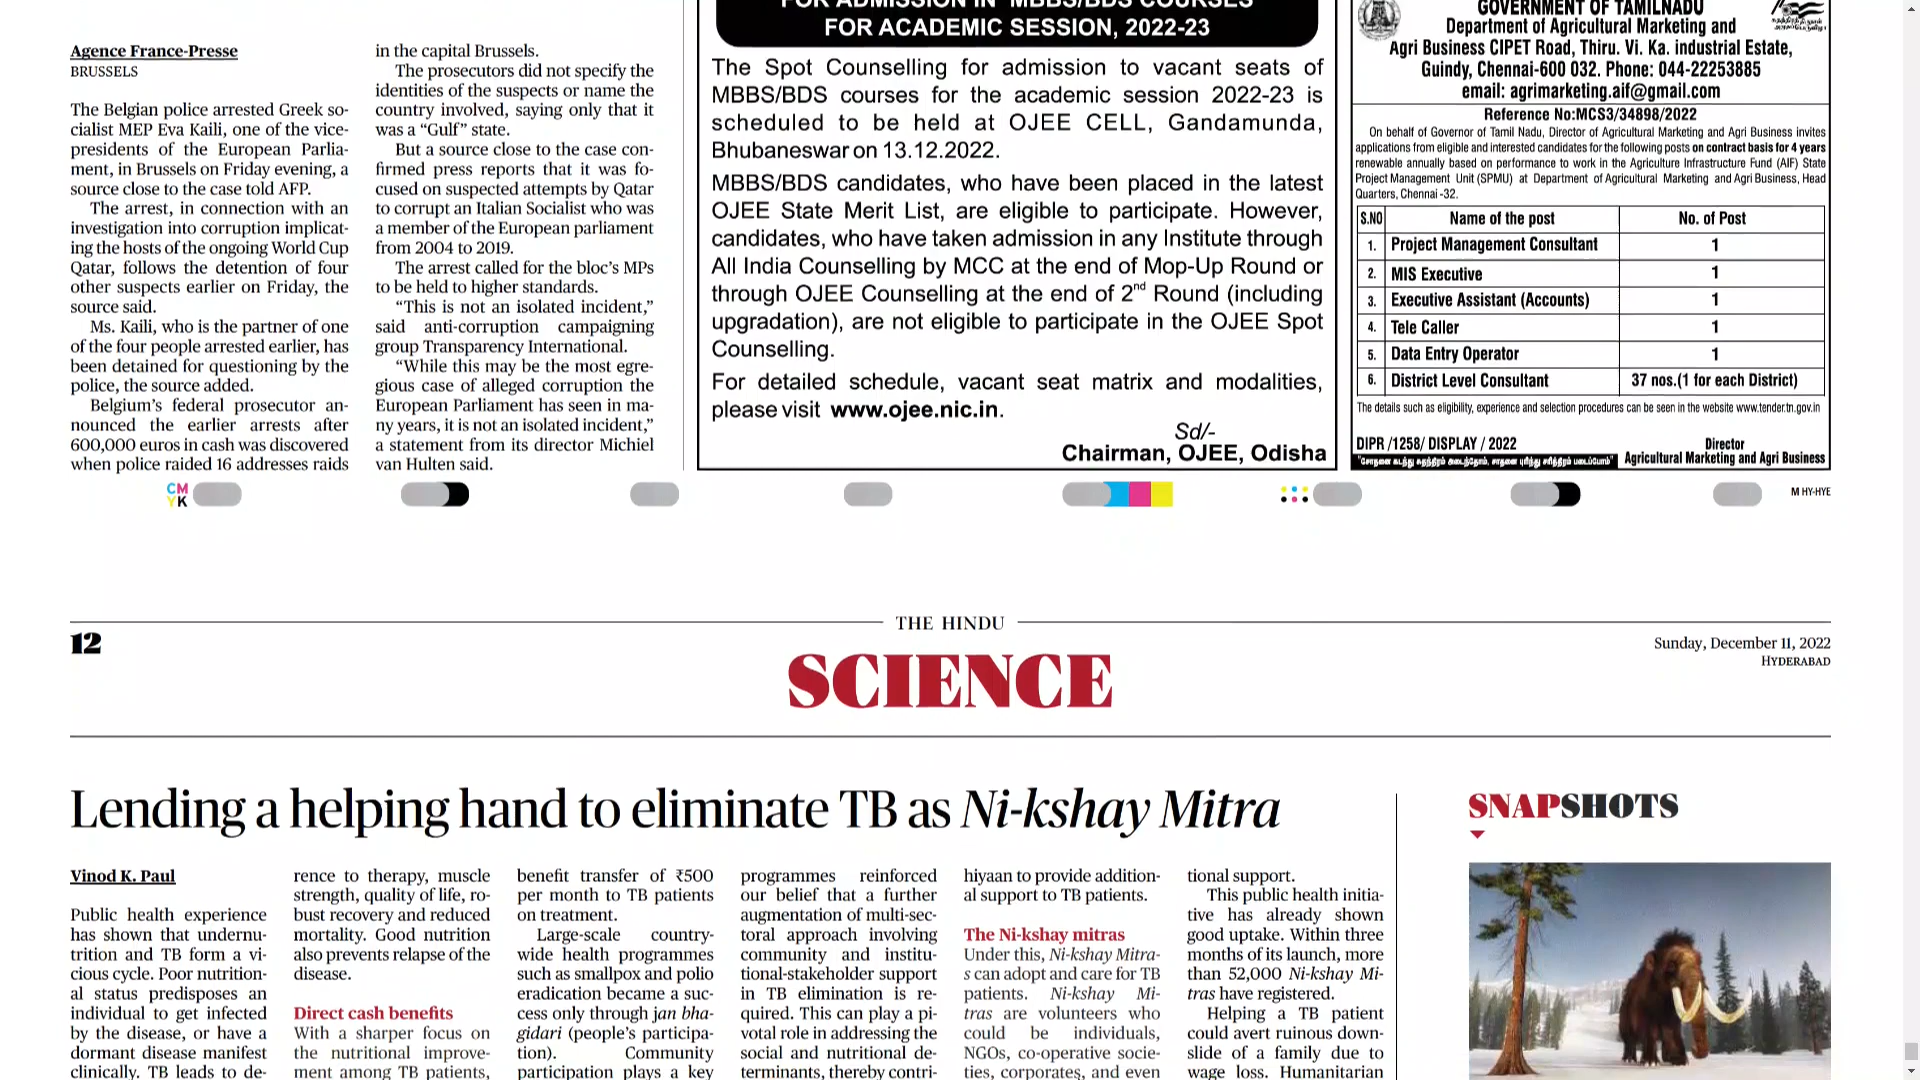 Agence France-Presse
BRUSSELS
The Belgian police arrested Greek so-
cialist MEP Eva Kaili, one of the vice-
presidents of the European Parlia-
ment, in Brussels on Friday evening, a
source close to the case told AFP.
The arrest, in connection with an
investigation into corruption implicat-
ing the hosts of the ongoing World Cup
Qatar, follows the detention of four
other suspects earlier on Friday, the
source said.
Ms. Kaili, who is the partner of one
of the four people arrested earlier, has
been detained for questioning by the
police, the source added.
Belgium's federal prosecutor an-
nounced the earlier arrests after
600,000 euros in cash was discovered
when police raided 16 addresses raids
in the capital Brussels.
The prosecutors did not specify the
identities of the suspects or name the
country involved, saying only that it
was a “Gulf” state.
But a source close to the case con-
firmed press reports that it was fo-
cused on suspected attempts by Qatar
to corrupt an Italian Socialist who was
a member of the European parliament
from 2004 to 2019.
The arrest called for the bloc’s MPs
to be held to higher standards.
“This is not an isolated incident,”
said anti-corruption campaigning
group Transparency International.
“While this may be the most egre-
gious case of alleged corruption the
European Parliament has seen in ma-
ny years, it is not an isolated incident,”
a statement from its director Michiel
van Hulten said.
FOR ADMISSION IN MBBS/BDS COURSES
FOR ACADEMIC SESSION, 2022-23
The Spot Counselling for admission to vacant seats of
MBBS/BDS courses for the academic session 2022-23 is
scheduled to be held at OJEE CELL, Gandamunda,
Bhubaneswar on 13.12.2022.
MBBS/BDS candidates, who have been placed in the latest
OJEE State Merit List, are eligible to participate. However,
candidates, who have taken admission in any Institute through
All India Counselling by MCC at the end of Mop-Up Round or
through OJEE Counselling at the end of 2nd Round (including
upgradation), are not eligible to participate in the OJEE Spot
Counselling.
For detailed schedule, vacant seat matrix and modalities,
please visit www.ojee.nic.in.
Sd/-
Chairman, OJEE, Odisha
GOVERNMENT OF TAMILNADU
Department of Agricultural Marketing and
Agri Business CIPET Road, Thiru. Vi. Ka. industrial Estate,
Guindy, Chennai-600 032. Phone: 044-22253885
email: agrimarketing.aif@gmail.com
Reference No:MCS3/34898/2022
On behalf of Governor of Tamil Nadu, Director of Agricultural Marketing and Agri Business invites
applications from eligible and interested candidates for the following posts on contract basis for 4 years
renewable annually based on performance to work in the Agriculture Infrastructure Fund (AIF) State
Project Management Unit (SPMU) at Department of Agricultural Marketing and Agri Business, Head
Quarters, Chennai -32.
S.NO Name of the post No. of Post
1. Project Management Consultant 1
2. MIS Executive 1
3. Executive Assistant (Accounts) 1
4. Tele Caller 1
5. Data Entry Operator 1
6. District Level Consultant 37 nos.(1 for each District)
The details such as eligibility, experience and selection procedures can be seen in the website www.tender.tn.gov.in
DIPR /1258/ DISPLAY / 2022
Director
Agricultural Marketing and Agri Business
CM
YK
M HY-HYE
THE HINDU
12
SCIENCE
Sunday, December 11, 2022
HYDERABAD
Lending a helping hand to eliminate TB as Ni-kshay Mitra
Vinod K. Paul
Public health experience
has shown that undernu-
trition and TB form a vi-
cious cycle. Poor nutrition-
al status predisposes an
individual to get infected
by the disease, or have a
dormant disease manifest
clinically. TB leads to de-
rence to therapy, muscle
strength, quality of life, ro-
bust recovery and reduced
mortality. Good nutrition
also prevents relapse of the
disease.
Direct cash benefits
With a sharper focus on
the nutritional improve-
ment among TB patients,
benefit transfer of ₹500
per month to TB patients
on treatment.
Large-scale country-
wide health programmes
such as smallpox and polio
eradication became a suc-
cess only through jan bha-
gidari (people’s participa-
tion). Community
participation plays a key
programmes reinforced
our belief that a further
augmentation of multi-sec-
toral approach involving
community and institu-
tional-stakeholder support
in TB elimination is re-
quired. This can play a pi-
votal role in addressing the
social and nutritional de-
terminants, thereby contri-
hiyaan to provide addition-
al support to TB patients.
The Ni-kshay mitras
Under this, Ni-kshay Mitra-
s can adopt and care for TB
patients. Ni-kshay Mi-
tras are volunteers who
could be individuals,
NGOs, co-operative socie-
ties, corporates, and even
tional support.
This public health initia-
tive has already shown
good uptake. Within three
months of its launch, more
than 52,000 Ni-kshay Mi-
tras have registered.
Helping a TB patient
could avert ruinous down-
slide of a family due to
wage loss. Humanitarian
SNAPSHOTS